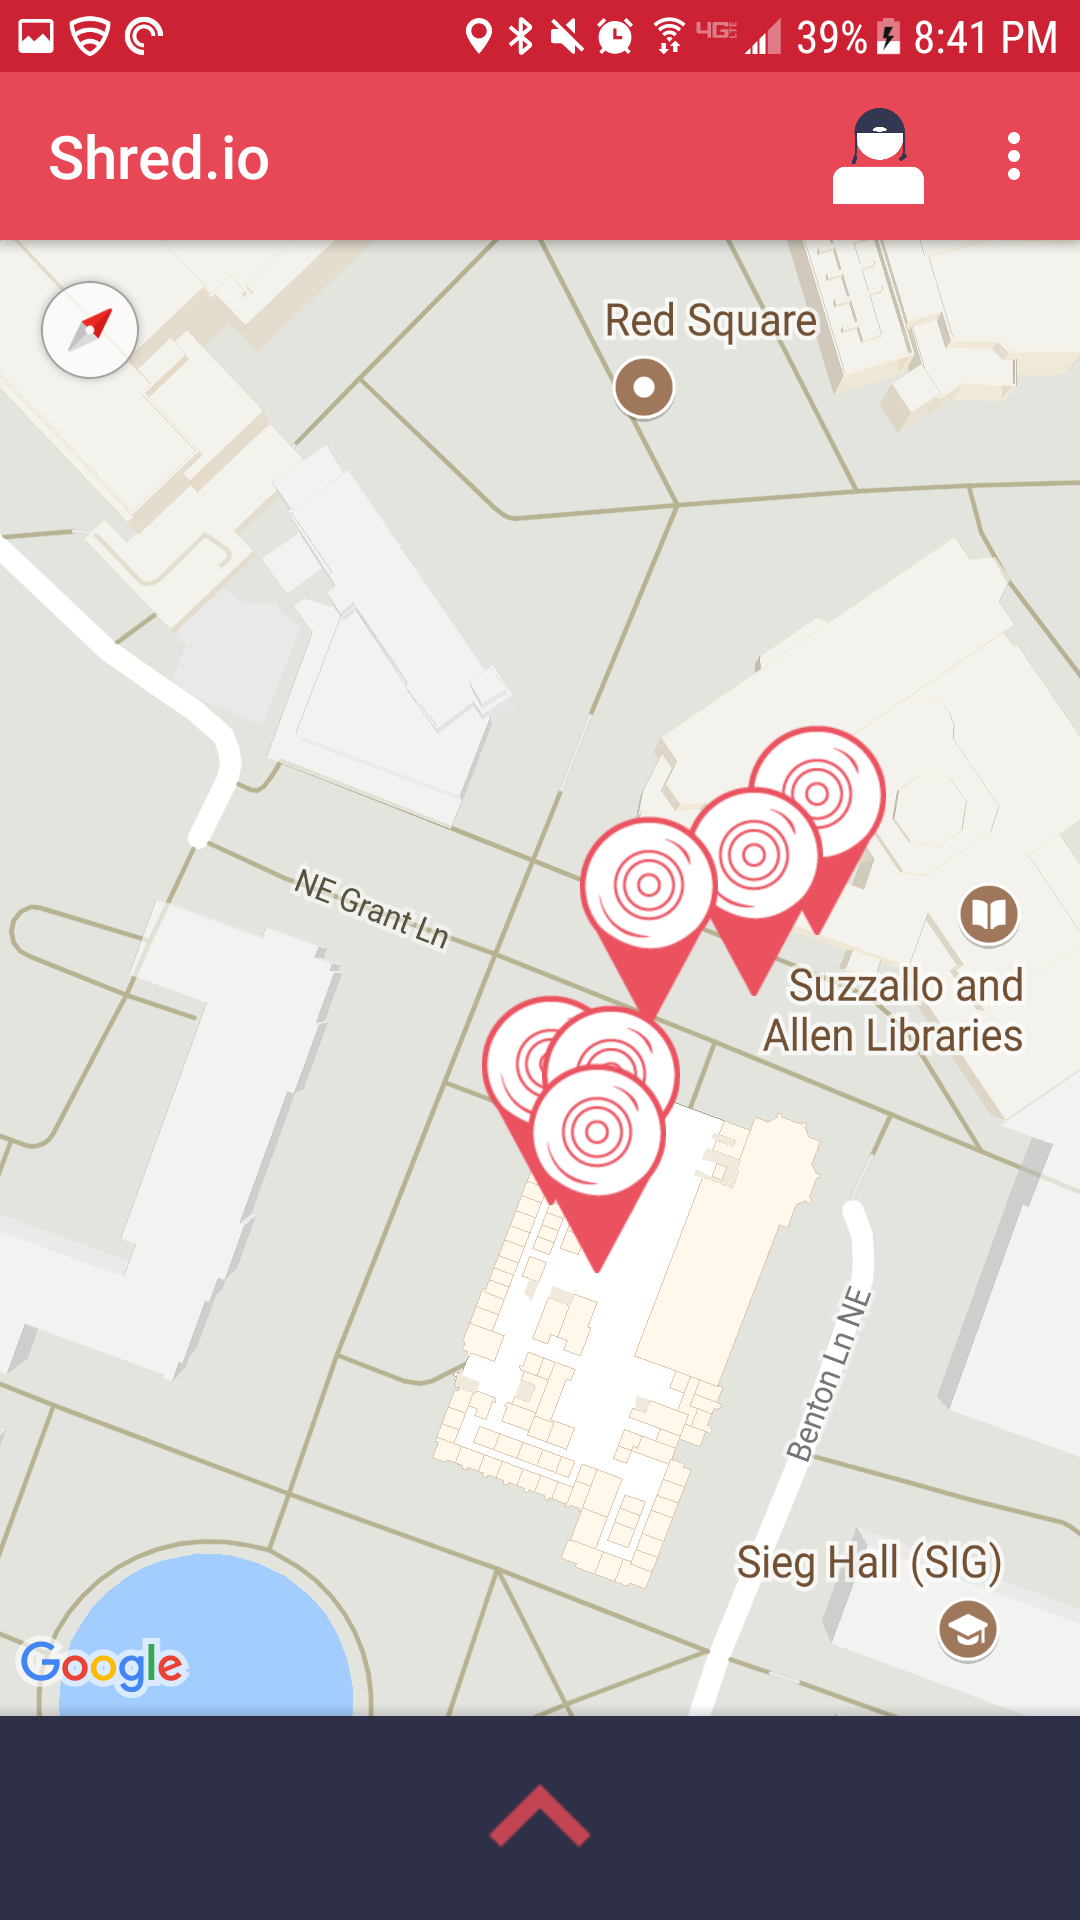 4G
39%
8:41 PM
Shred.io
Red Square
NE Grant Ln
Suzzallo and
Allen Libraries
Benton Ln NE
Sieg Hall (SIG)
Google